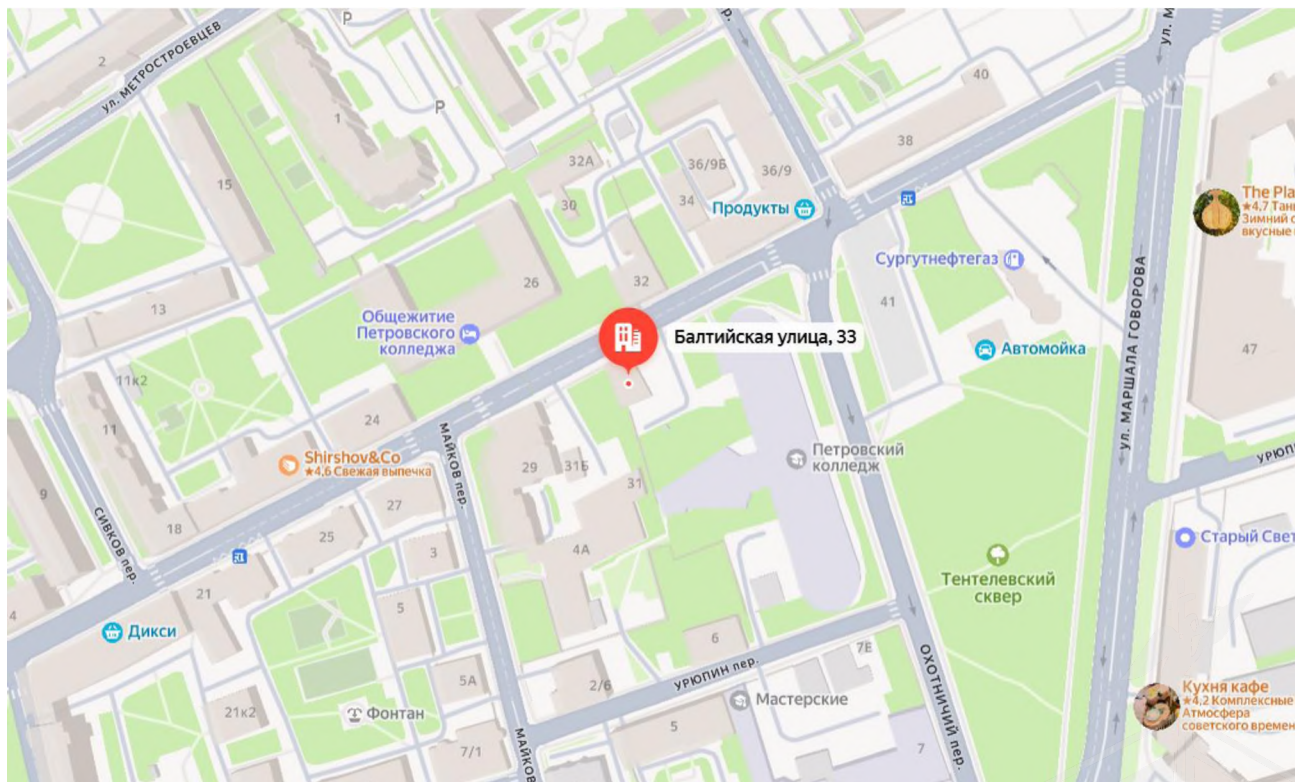 ул. М
пер.
P
ул. МЕТРОСТРОЕВЦЕВ
2
40
P
1
38
32А
36/9Б
36/9
15
30
34
Продукты
The Pla
★4,7 Тан
Зимний с
вкусные
Сургутнефтегаз
26
32
41
13
Общежитие
Петровского
колледжа
Балтийская улица, 33
Автомойка
47
ул. МАРШАЛА ГОВОРОВА
11к2
11
24
МАЙКОВ пер.
Shirshov&Co
★4,6 Свежая выпечка
29
31Б
31
Петровский
колледж
УРЮПИ
9
СИВКОВ пер.
18
27
25
3
4А
Старый Свет
Тентелевский
сквер
21
5
4
Дикси
6
7Е
УРЮПИН пер.
ОХОТНИЧИЙ пер.
5А
2/6
Мастерские
Кухня кафе
★4,2 Комплексные
Атмосфера
советского времен
21к2
Фонтан
5
7/1
МАЙКОВ
7